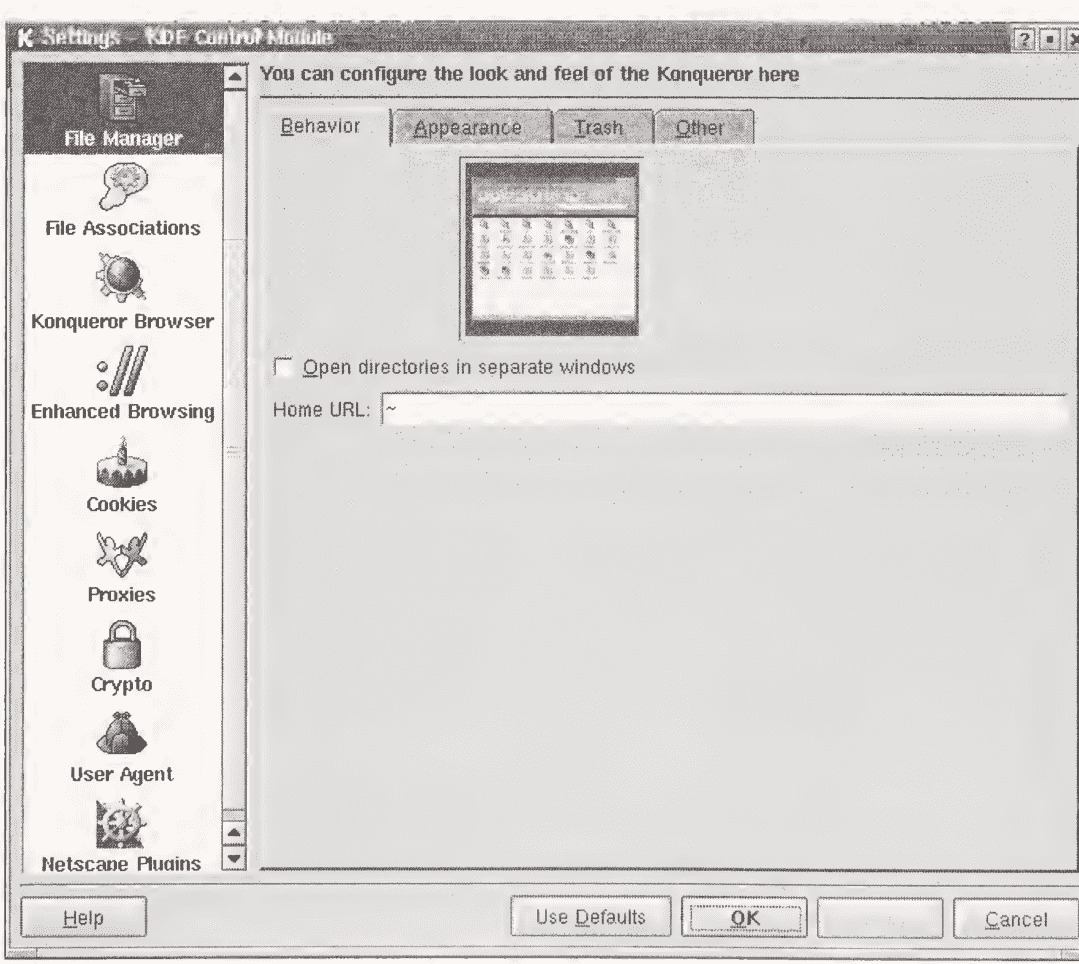 Settings - KDE Control Module
You can configure the look and feel of the Konqueror here
File Manager
File Associations
Konqueror Browser
Enhanced Browsing
Cookies
Proxies
Crypto
User Agent
Netscape Plugins
Behavior
Appearance
Trash
Other
Open directories in separate windows
Home URL: ~
Help
Use Defaults
OK
Cancel